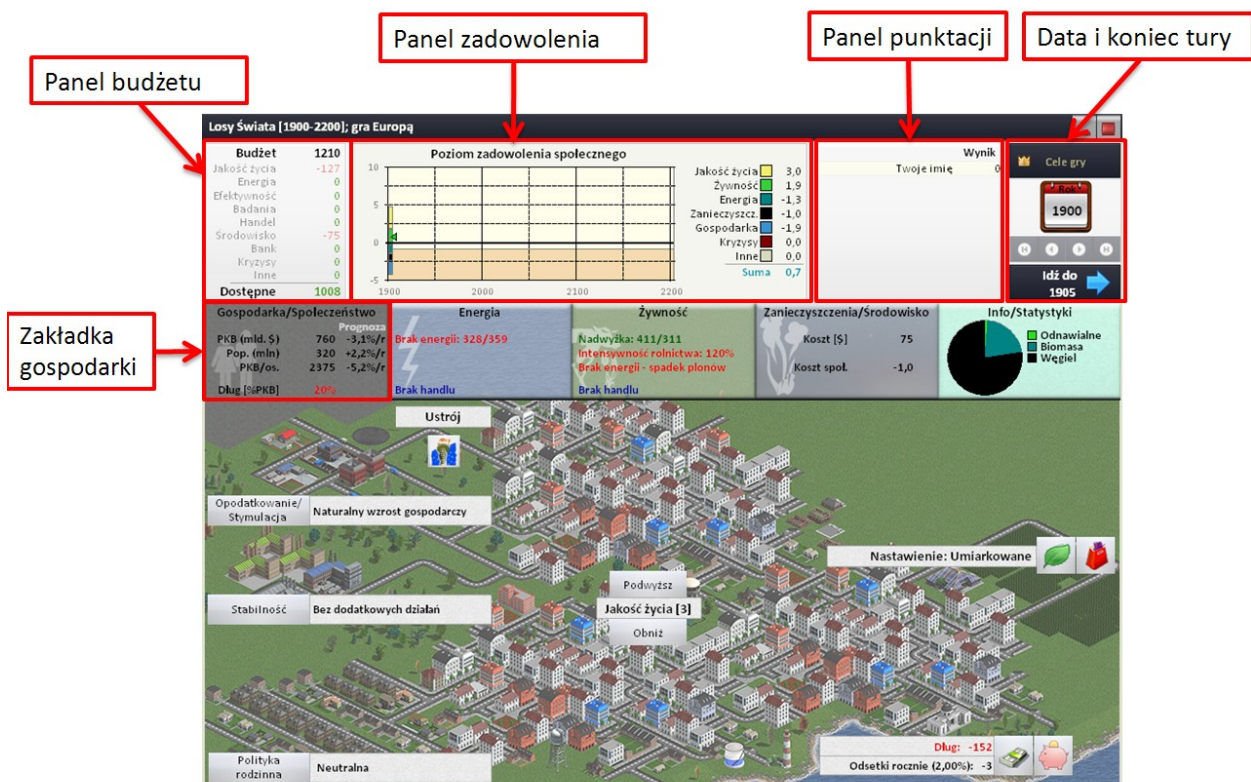 Panel zadowolenia
Panel punktacji
Data i koniec tury
Panel budżetu
Losy Świata [1900-2200]; gra Europą
Budżet 1210
Jakość życia -127
Energia 0
Efektywność 0
Badania 0
Handel 0
Środowisko -75
Bank 0
Kryzysy 0
Inne 0
Dostępne 1008
Poziom zadowolenia społecznego
10
5
0
-5
1900 2000 2100 2200
Jakość życia 3,0
Żywność 1,9
Energia -1,3
Zanieczyszcz. -1,0
Gospodarka -1,9
Kryzysy 0,0
Inne 0,0
Suma 0,7
Wynik
Twoje imię 0
Cele gry
Rok
1900
Idź do
1905
Zakładka
gospodarki
Gospodarka/Społeczeństwo
Prognoza
PKB (mld. $) 760 -3,1%/r
Pop. (mln) 320 +2,2%/r
PKB/os. 2375 -5,2%/r
Dług [%PKB] 20%
Energia
Brak energii: 328/359
Brak handlu
Żywność
Nadwyżka: 411/311
Intensywność rolnictwa: 120%
Brak energii - spadek plonów
Brak handlu
Zanieczyszczenia/Środowisko
Koszt [$] 75
Koszt społ. -1,0
Info/Statystyki
Odnawialne
Biomasa
Węgiel
Ustrój
Opodatkowanie/
Stymulacja
Naturalny wzrost gospodarczy
Nastawienie: Umiarkowane
Podwyższ
Stabilność
Bez dodatkowych działań
Jakość życia [3]
Obniż
Polityka
rodzinna
Neutralna
Dług: -152
Odsetki rocznie (2,00%): -3